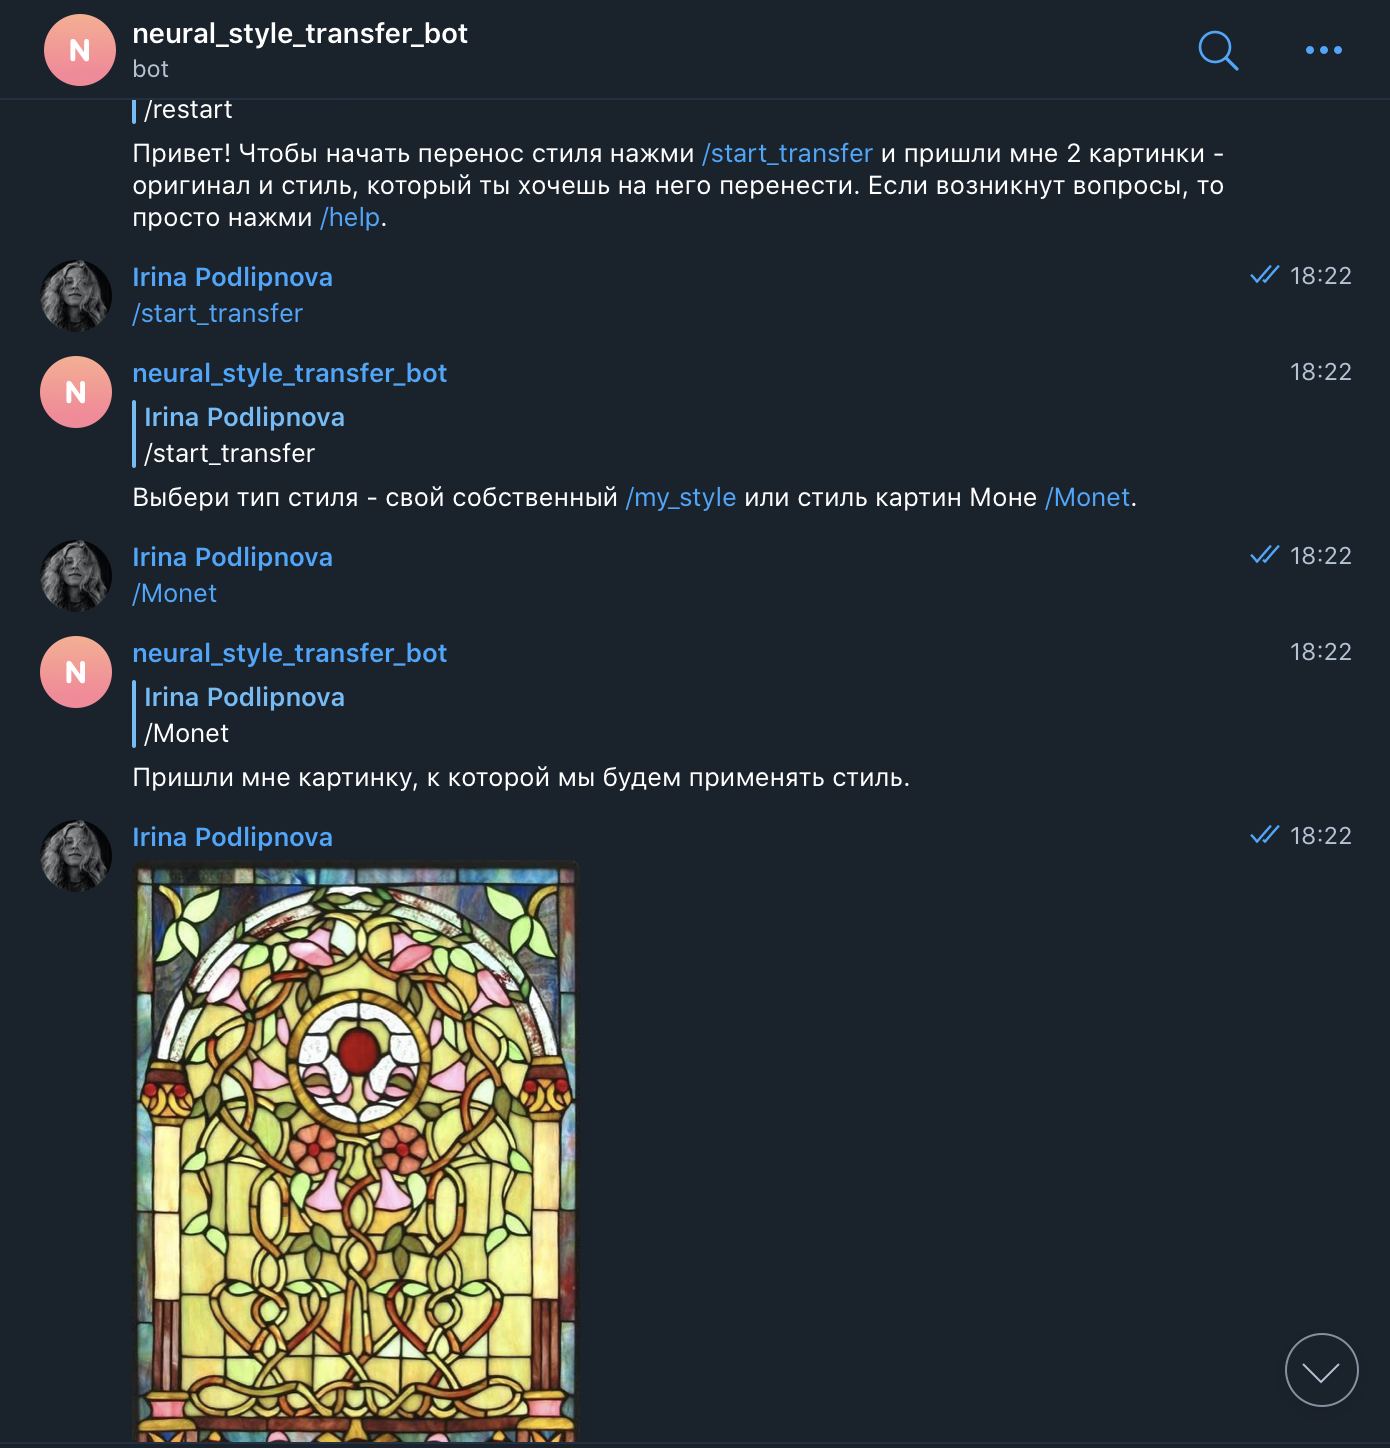 N
neural_style_transfer_bot
bot
/restart
Привет! Чтобы начать перенос стиля нажми /start_transfer и пришли мне 2 картинки -
оригинал и стиль, который ты хочешь на него перенести. Если возникнут вопросы, то
просто нажми /help.
Irina Podlipnova 18:22
/start_transfer
N
neural_style_transfer_bot 18:22
Irina Podlipnova
/start_transfer
Выбери тип стиля - свой собственный /my_style или стиль картин Моне /Monet.
Irina Podlipnova 18:22
/Monet
N
neural_style_transfer_bot 18:22
Irina Podlipnova
/Monet
Пришли мне картинку, к которой мы будем применять стиль.
Irina Podlipnova 18:22